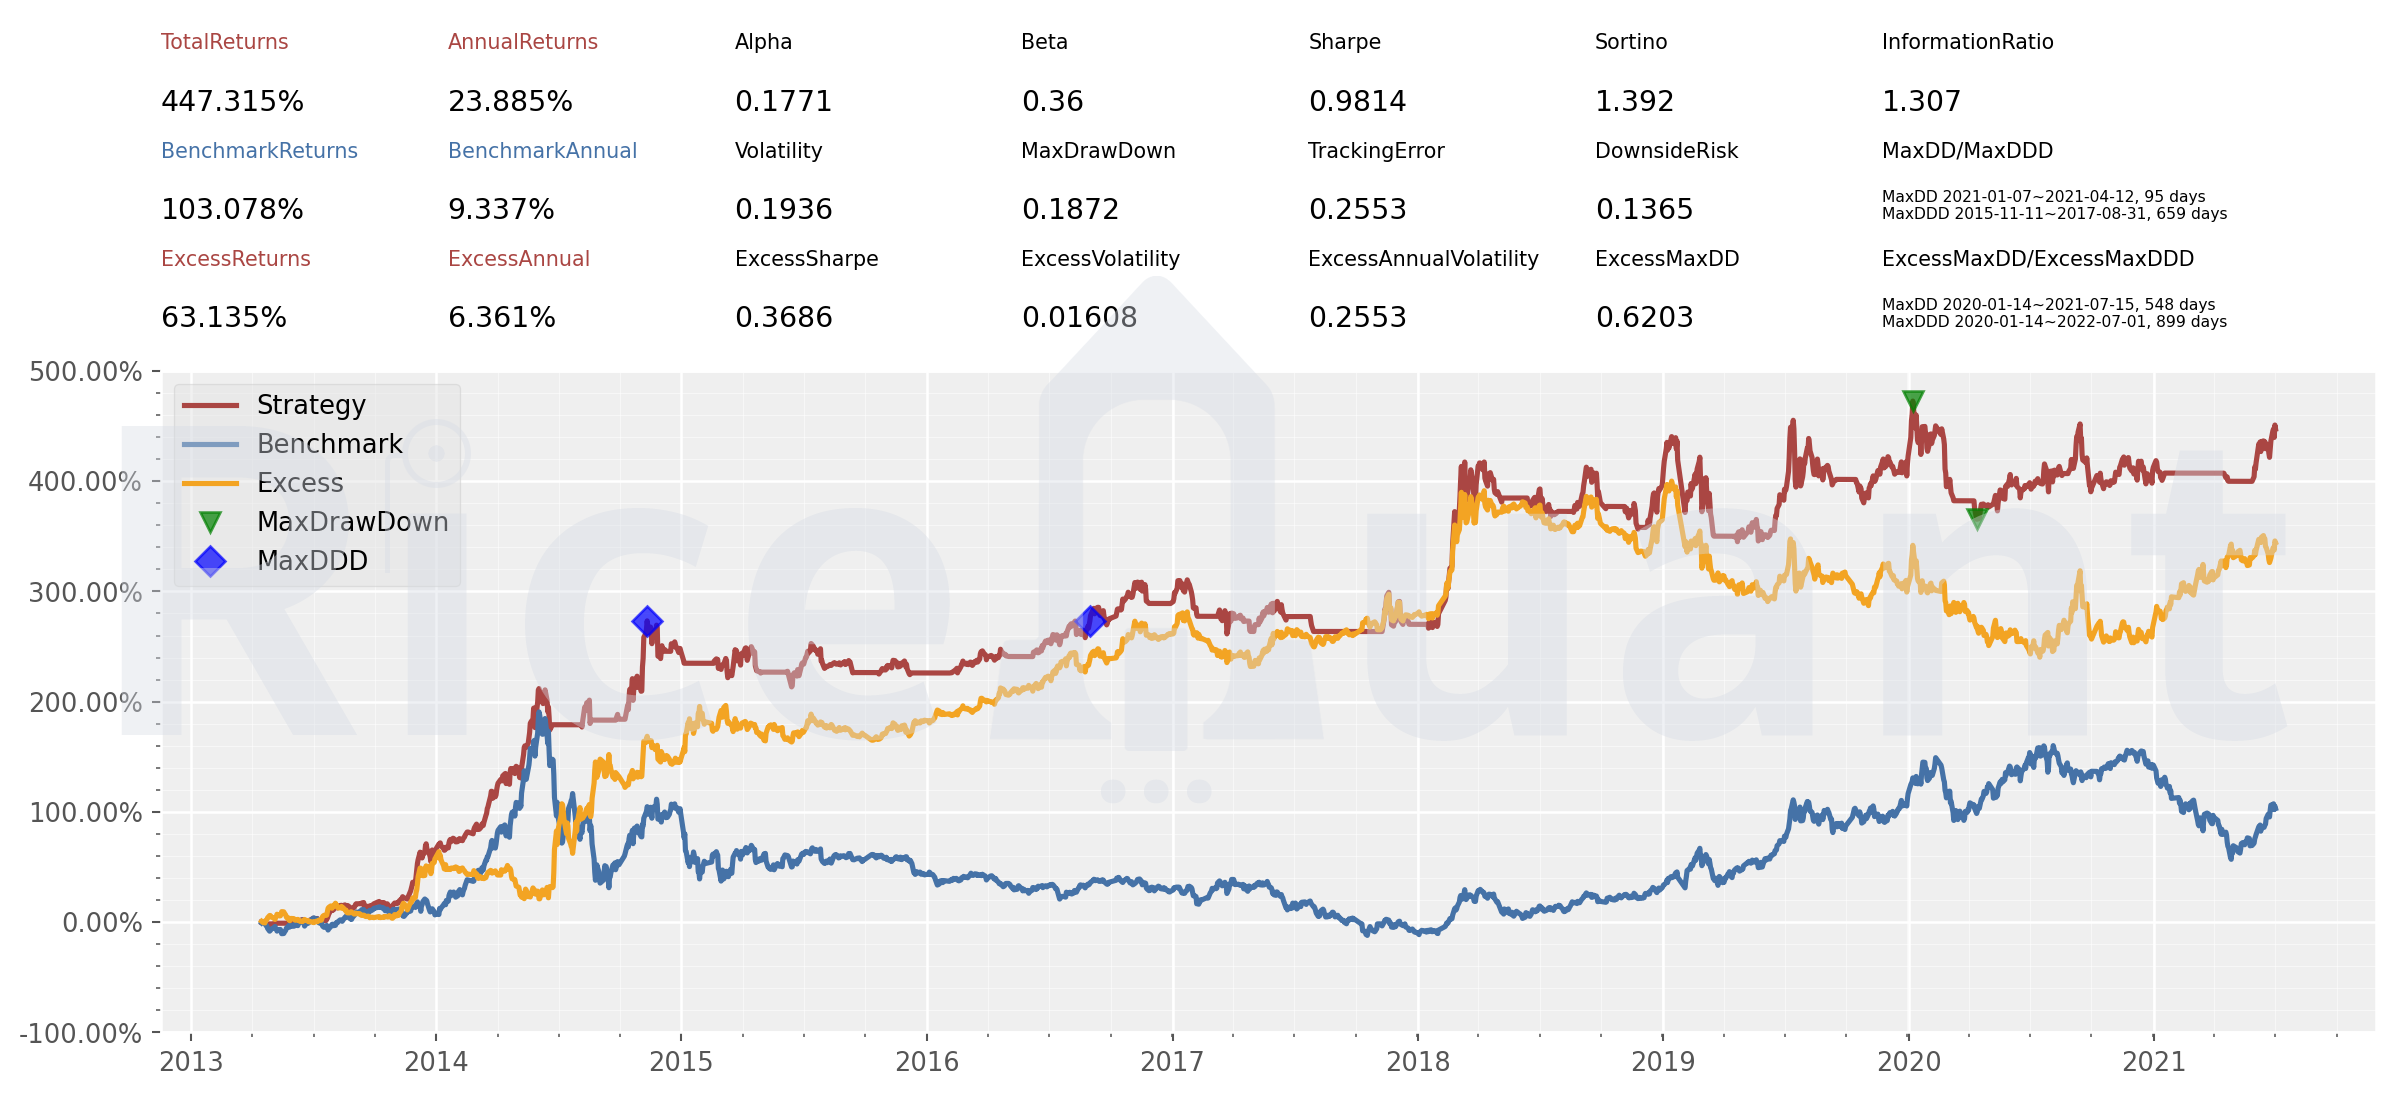 TotalReturns AnnualReturns Alpha Beta Sharpe Sortino InformationRatio
447.315% 23.885% 0.1771 0.36 0.9814 1.392 1.307
BenchmarkReturns BenchmarkAnnual Volatility MaxDrawDown TrackingError DownsideRisk MaxDD/MaxDDD
103.078% 9.337% 0.1936 0.1872 0.2553 0.1365 MaxDD 2021-01-07~2021-04-12, 95 days
MaxDDD 2015-11-11~2017-08-31, 659 days
ExcessReturns ExcessAnnual ExcessSharpe ExcessVolatility ExcessAnnualVolatility ExcessMaxDD ExcessMaxDD/ExcessMaxDDD
63.135% 6.361% 0.3686 0.01608 0.2553 0.6203 MaxDD 2020-01-14~2021-07-15, 548 days
MaxDDD 2020-01-14~2022-07-01, 899 days
500.00%
400.00%
300.00%
200.00%
100.00%
0.00%
-100.00%
Strategy
Benchmark
Excess
MaxDrawDown
MaxDDD
RiceQuant
2013 2014 2015 2016 2017 2018 2019 2020 2021